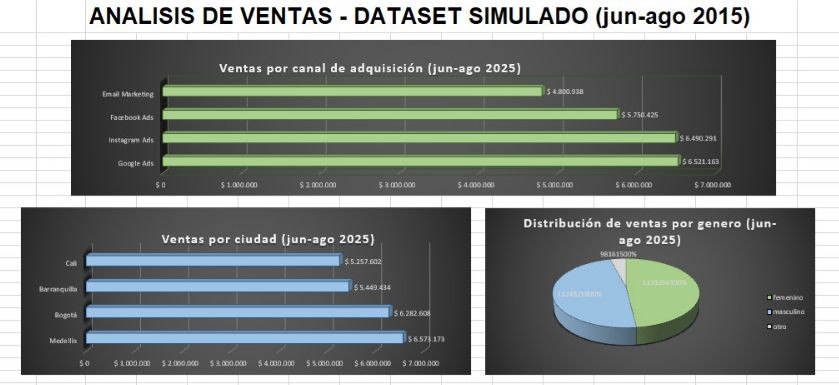 ANALISIS DE VENTAS - DATASET SIMULADO (jun-ago 2015)
Ventas por canal de adquisición (jun-ago 2025)
Email Marketing
$ 4.800.938
Facebook Ads
$ 5.750.425
Instagram Ads
$ 6.490.291
Google Ads
$ 6.521.163
$ 0
$ 1.000.000
$ 2.000.000
$ 3.000.000
$ 4.000.000
$ 5.000.000
$ 6.000.000
$ 7.000.000
Ventas por ciudad (jun-ago 2025)
Cali
$ 5.257.602
Barranquilla
$ 5.449.434
Bogotá
$ 6.282.608
Medellín
$ 6.573.173
$ 0
$ 1.000.000
$ 2.000.000
$ 3.000.000
$ 4.000.000
$ 5.000.000
$ 6.000.000
$ 7.000.000
Distribución de ventas por genero (jun-
ago 2025)
98161500%
femenino
masculino
otro